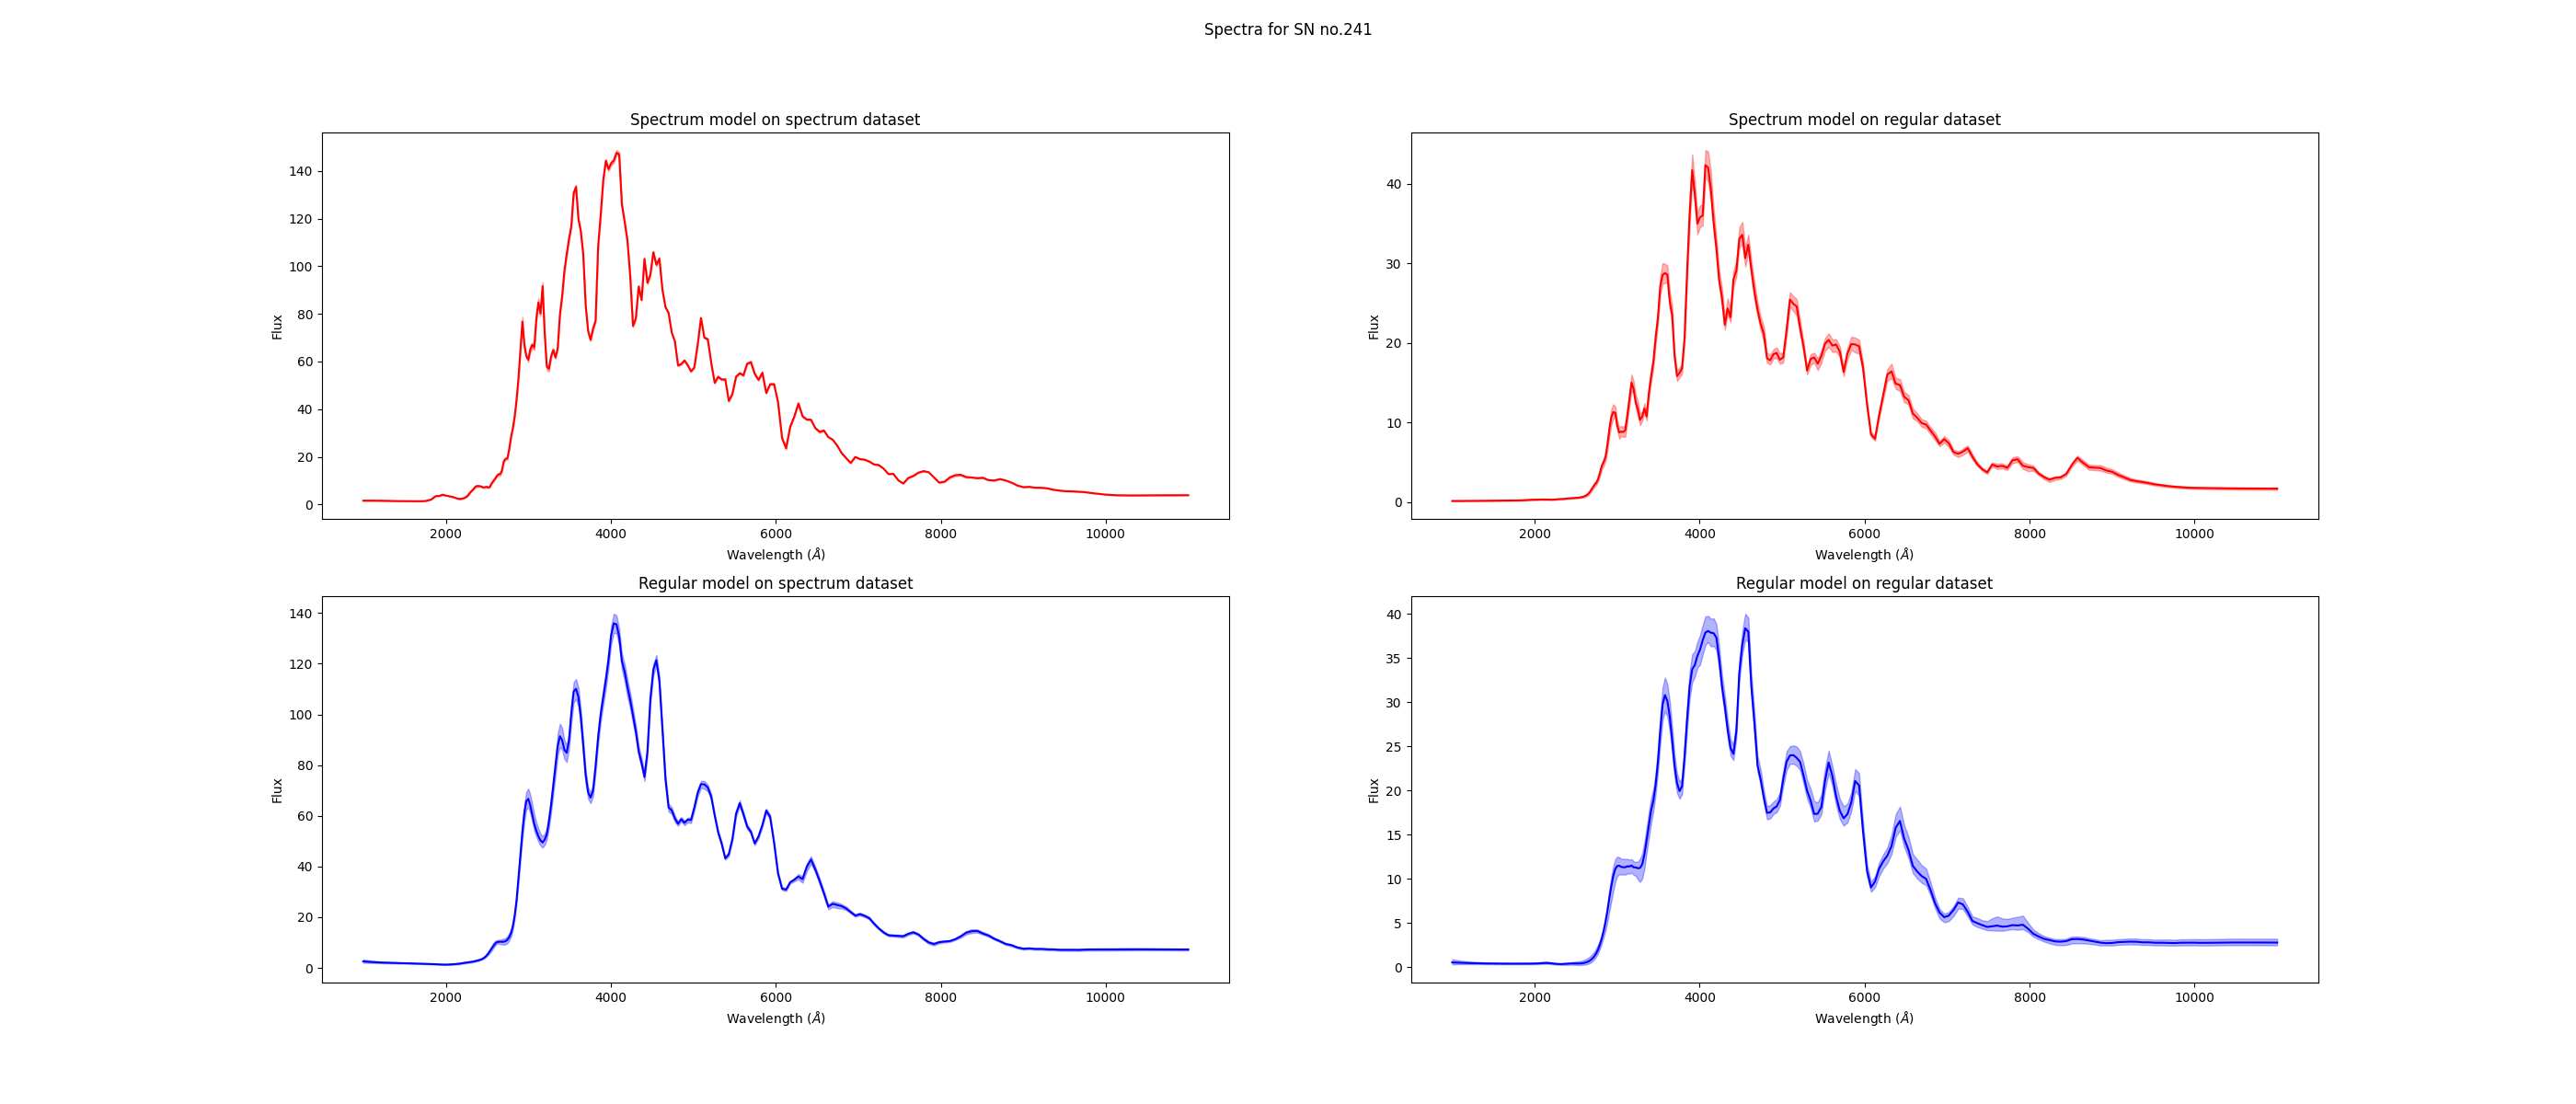 Spectra for SN no.241
Spectrum model on spectrum dataset
140
120
100
80
60
40
20
0
Flux
2000 4000 6000 8000 10000
Wavelength (Å)
Spectrum model on regular dataset
40
30
20
10
0
Flux
2000 4000 6000 8000 10000
Wavelength (Å)
Regular model on spectrum dataset
140
120
100
80
60
40
20
0
Flux
2000 4000 6000 8000 10000
Wavelength (Å)
Regular model on regular dataset
40
35
30
25
20
15
10
5
0
Flux
2000 4000 6000 8000 10000
Wavelength (Å)